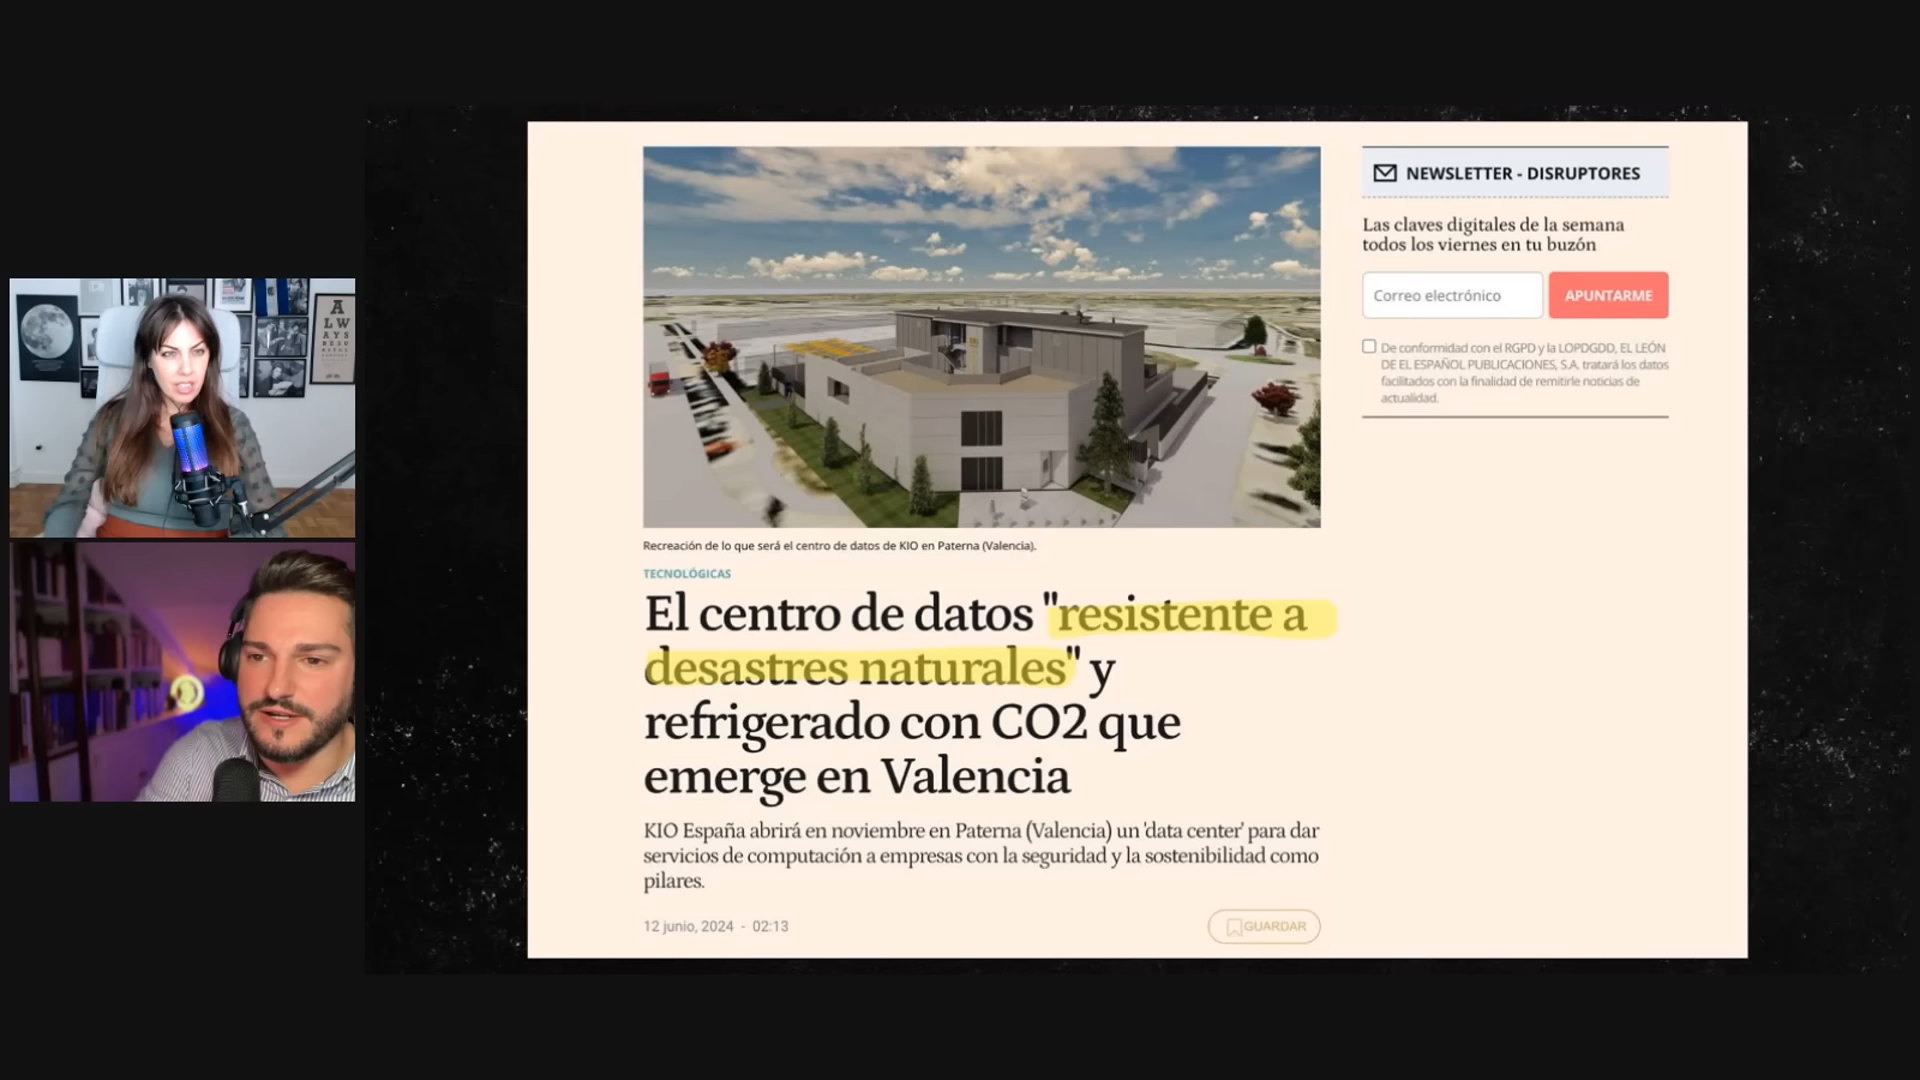 NEWSLETTER - DISRUPTORES
Las claves digitales de la semana
todos los viernes en tu buzón
Correo electrónico
APUNTARME
De conformidad con el RGPD y la LOPDGDD, EL LEÓN
DE EL ESPAÑOL PUBLICACIONES, S.A. tratará los datos
facilitados con la finalidad de remitirle noticias de
actualidad.
A
L W
A Y S
Recreación de lo que será el centro de datos de KIO en Paterna (Valencia).
TECNOLÓGICAS
El centro de datos "resistente a
desastres naturales" y
refrigerado con CO2 que
emerge en Valencia
KIO España abrirá en noviembre en Paterna (Valencia) un 'data center' para dar
servicios de computación a empresas con la seguridad y la sostenibilidad como
pilares.
12 junio, 2024 - 02:13
GUARDAR